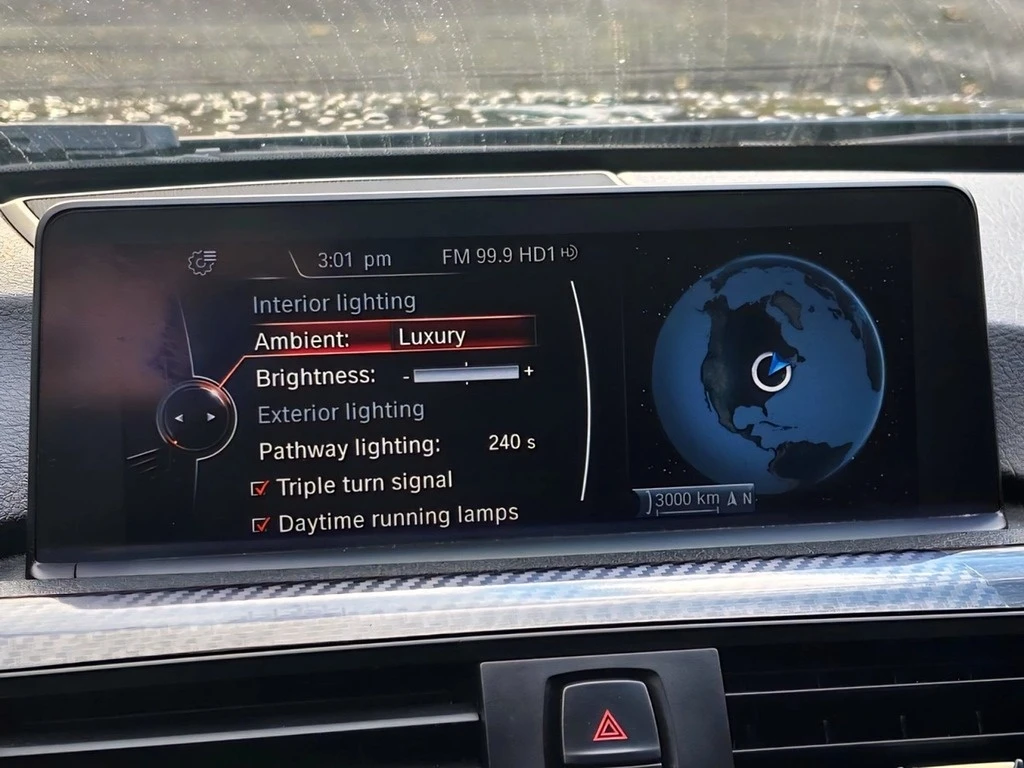 3:01 pm FM 99.9 HD1
Interior lighting
Ambient: Luxury
Brightness: - +
Exterior lighting
Pathway lighting: 240 s
Triple turn signal
Daytime running lamps
3000 km N